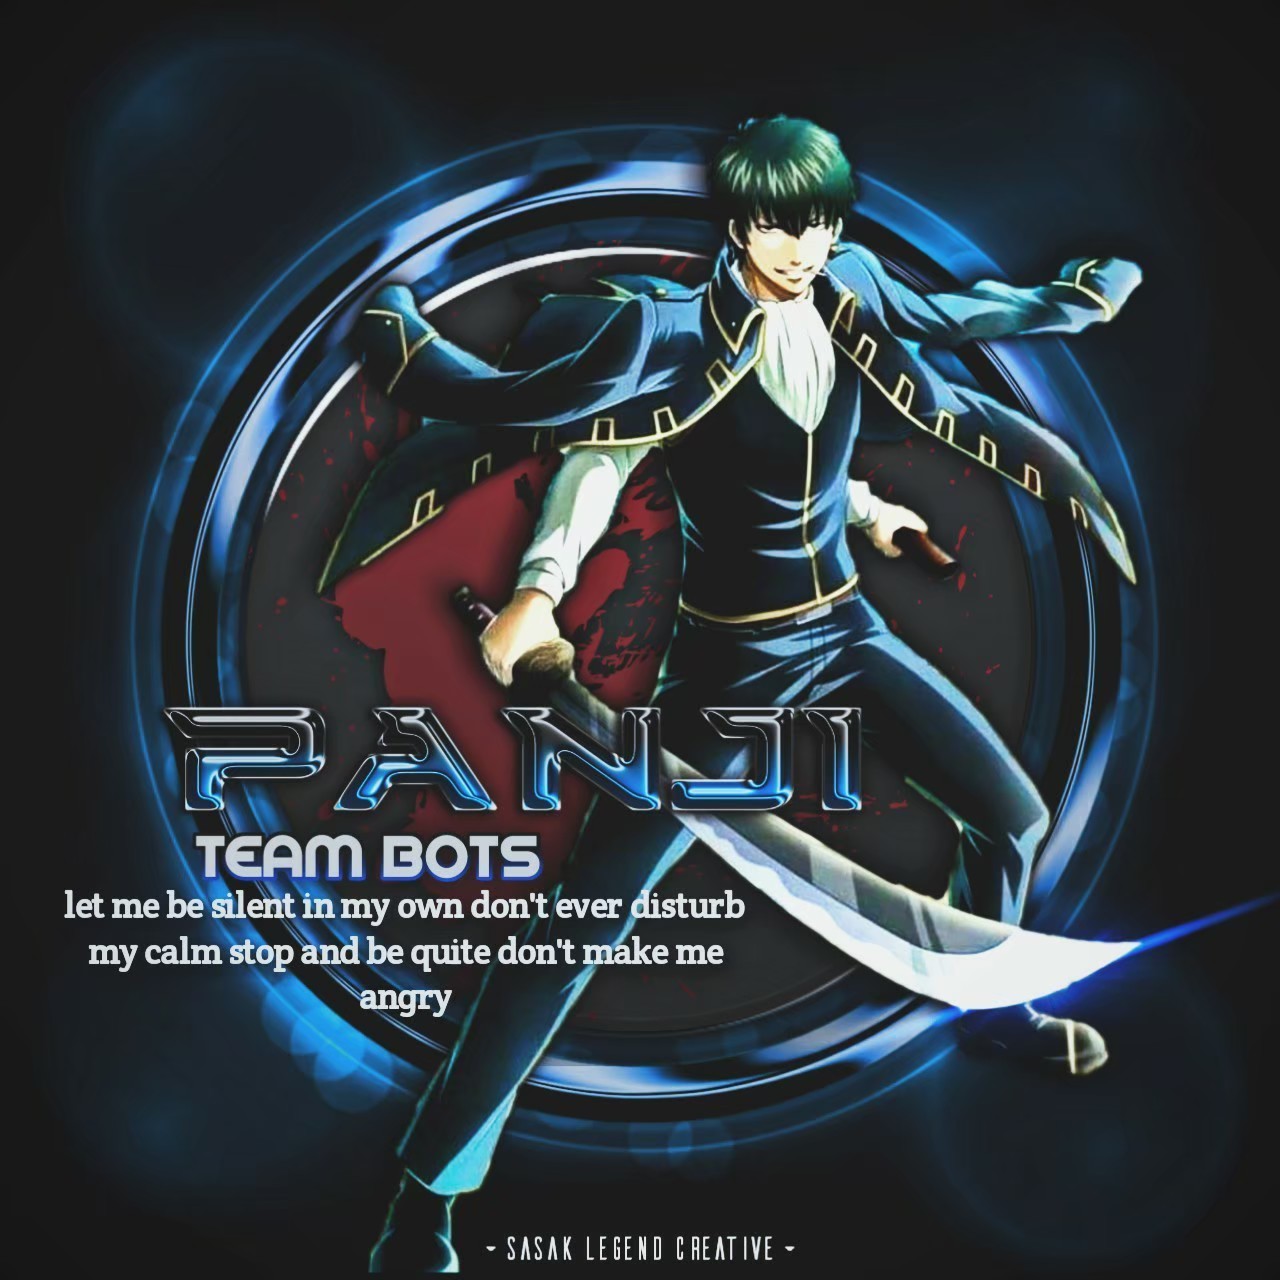 PANJI
TEAM BOTS
let me be silent in my own don't ever disturb
my calm stop and be quite don't make me
angry
- SASAK LEGEND CREATIVE -